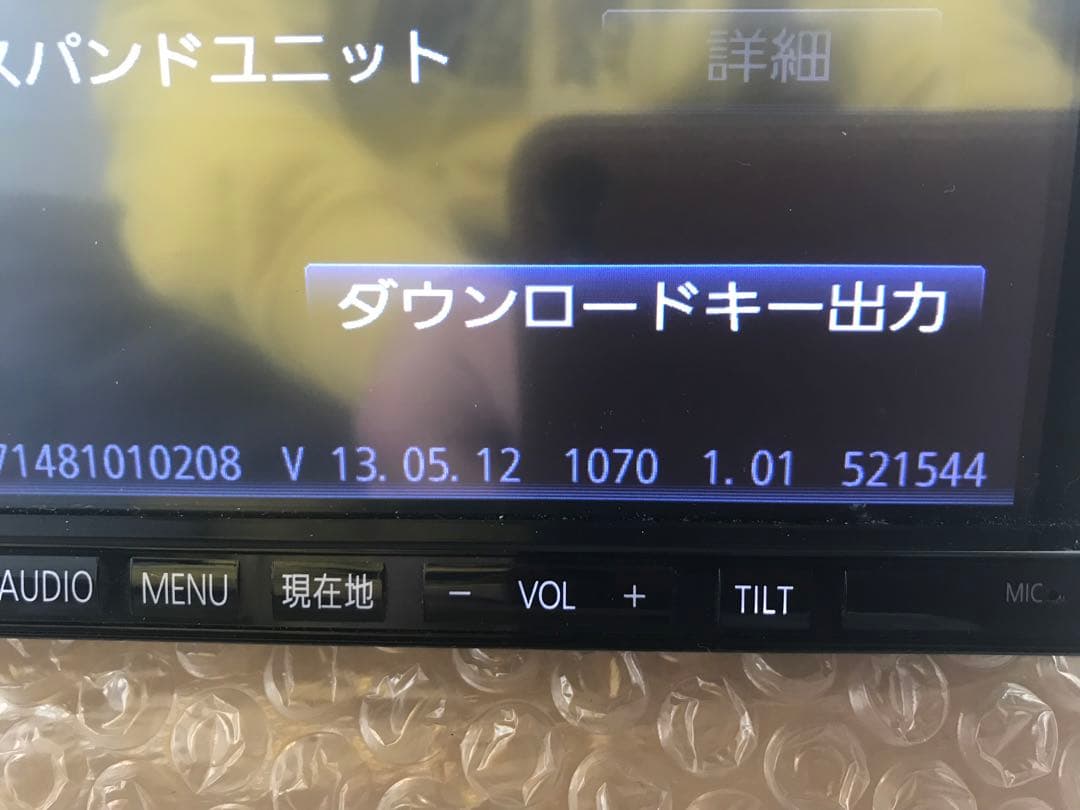 スパンドユニット
詳細
ダウンロードキー出力
71481010208 V 13.05.12 1070 1.01 521544
AUDIO MENU 現在地 - VOL + TILT MIC